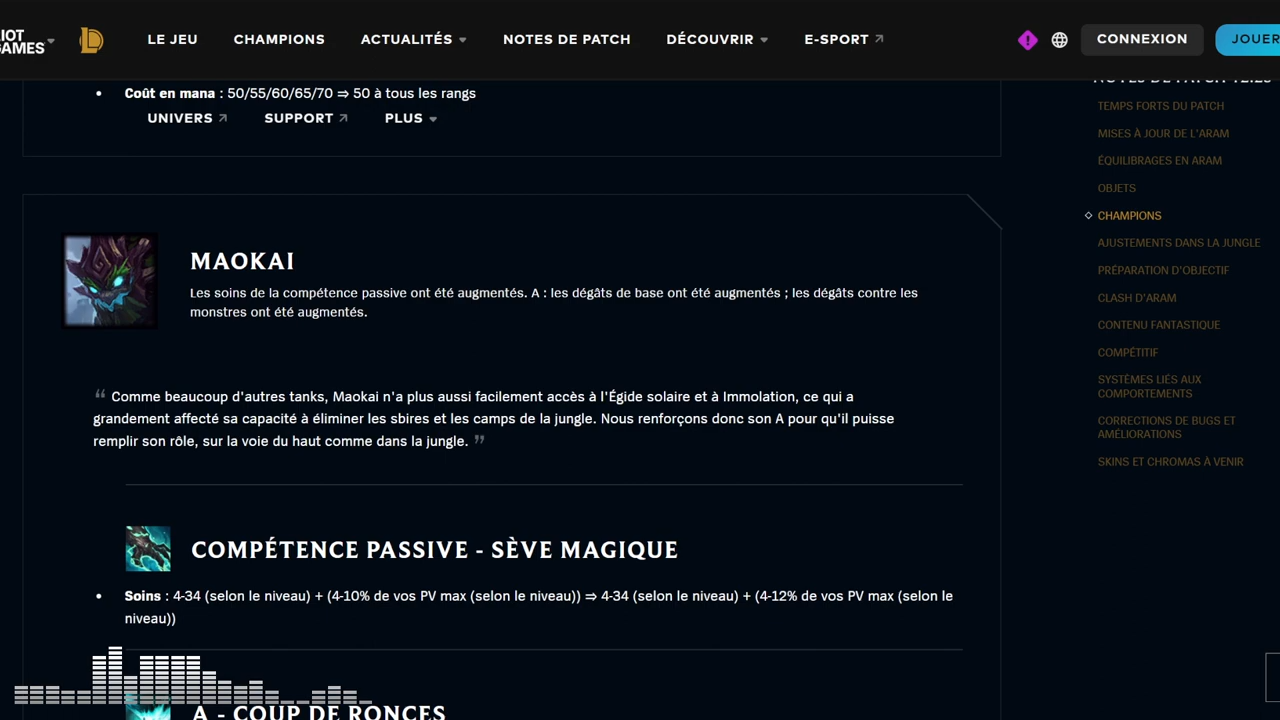 IOT
GAMES
LE JEU
CHAMPIONS
ACTUALITÉS
NOTES DE PATCH
DÉCOUVRIR
E-SPORT
CONNEXION
JOUER
Coût en mana : 50/55/60/65/70 ⇒ 50 à tous les rangs
UNIVERS
SUPPORT
PLUS
MAOKAI
Les soins de la compétence passive ont été augmentés. A : les dégâts de base ont été augmentés ; les dégâts contre les
monstres ont été augmentés.
“ Comme beaucoup d'autres tanks, Maokai n'a plus aussi facilement accès à l'Égide solaire et à Immolation, ce qui a
grandement affecté sa capacité à éliminer les sbires et les camps de la jungle. Nous renforçons donc son A pour qu'il puisse
remplir son rôle, sur la voie du haut comme dans la jungle. ”
COMPÉTENCE PASSIVE - SÈVE MAGIQUE
Soins : 4-34 (selon le niveau) + (4-10% de vos PV max (selon le niveau)) ⇒ 4-34 (selon le niveau) + (4-12% de vos PV max (selon le
niveau))
A - COUP DE RONCES
NOTES DE PATCH 12.23
TEMPS FORTS DU PATCH
MISES À JOUR DE L'ARAM
ÉQUILIBRAGES EN ARAM
OBJETS
CHAMPIONS
AJUSTEMENTS DANS LA JUNGLE
PRÉPARATION D'OBJECTIF
CLASH D'ARAM
CONTENU FANTASTIQUE
COMPÉTITIF
SYSTÈMES LIÉS AUX
COMPORTEMENTS
CORRECTIONS DE BUGS ET
AMÉLIORATIONS
SKINS ET CHROMAS À VENIR